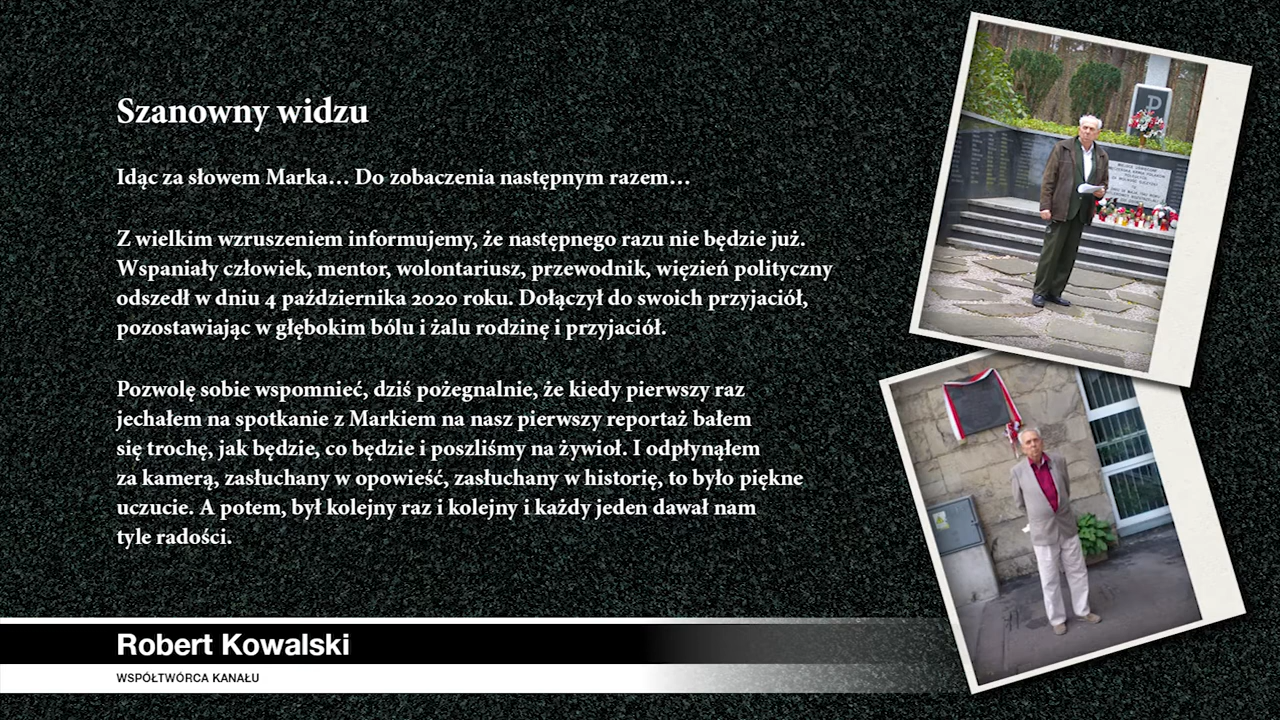 Szanowny widzu
Idąc za słowem Marka… Do zobaczenia następnym razem…
Z wielkim wzruszeniem informujemy, że następnego razu nie będzie już.
Wspaniały człowiek, mentor, wolontariusz, przewodnik, więzień polityczny
odszedł w dniu 4 października 2020 roku. Dołączył do swoich przyjaciół,
pozostawiając w głębokim bólu i żalu rodzinę i przyjaciół.
Pozwolę sobie wspomnieć, dziś pożegnalnie, że kiedy pierwszy raz
jechałem na spotkanie z Markiem na nasz pierwszy reportaż bałem
się trochę, jak będzie, co będzie i poszliśmy na żywioł. I odpłynąłem
za kamerą, zasłuchany w opowieść, zasłuchany w historię, to było piękne
uczucie. A potem, był kolejny raz i kolejny i każdy jeden dawał nam
tyle radości.
Robert Kowalski
WSPÓŁTWÓRCA KANAŁU